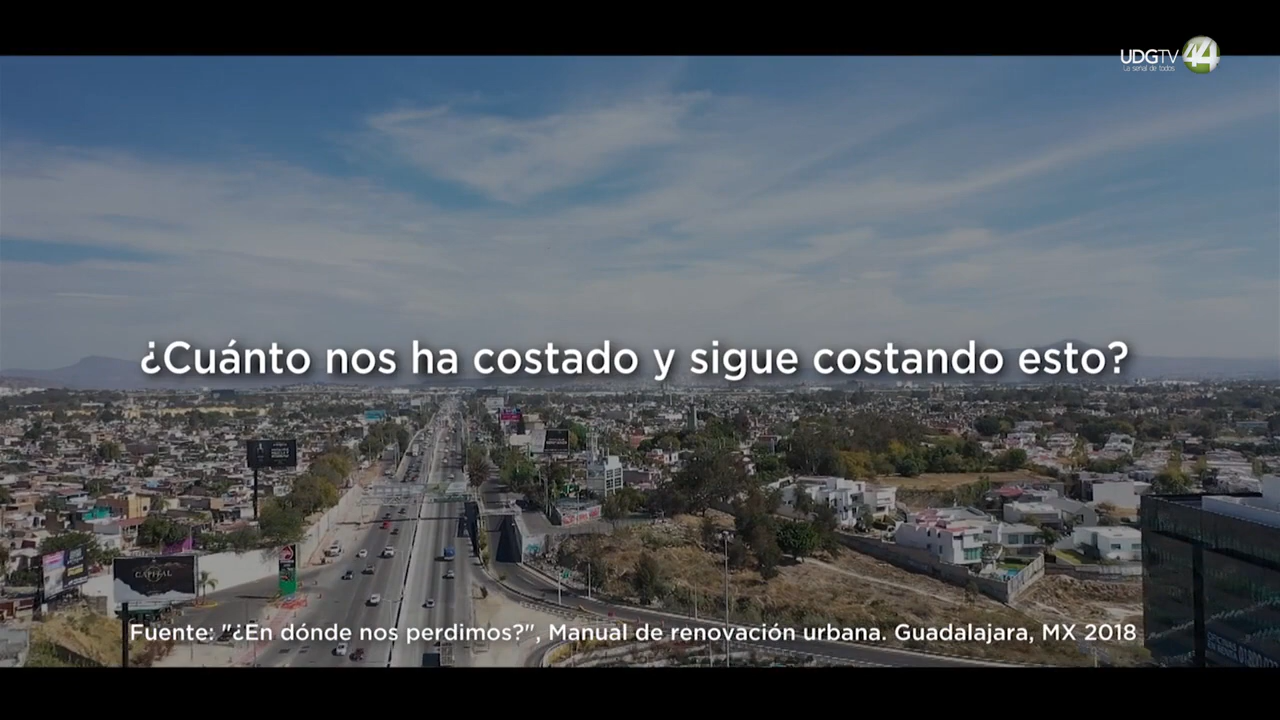 UDGTV 44
La señal de todos
¿Cuánto nos ha costado y sigue costando esto?
CAPITAL
Fuente: "¿En dónde nos perdimos?", Manual de renovación urbana. Guadalajara, MX 2018